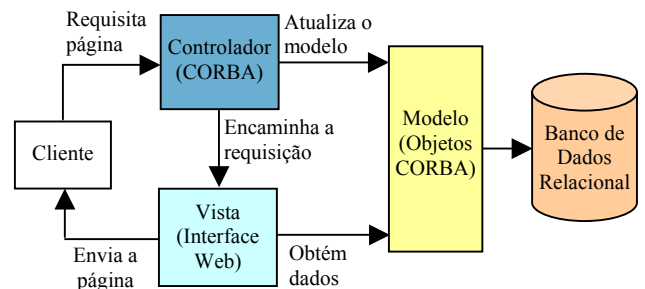 Requisita
página
Controlador
(CORBA)
Atualiza o
modelo
Cliente
Encaminha a
requisição
Modelo
(Objetos
CORBA)
Banco de
Dados
Relacional
Vista
(Interface
Web)
Envia a
página
Obtém
dados